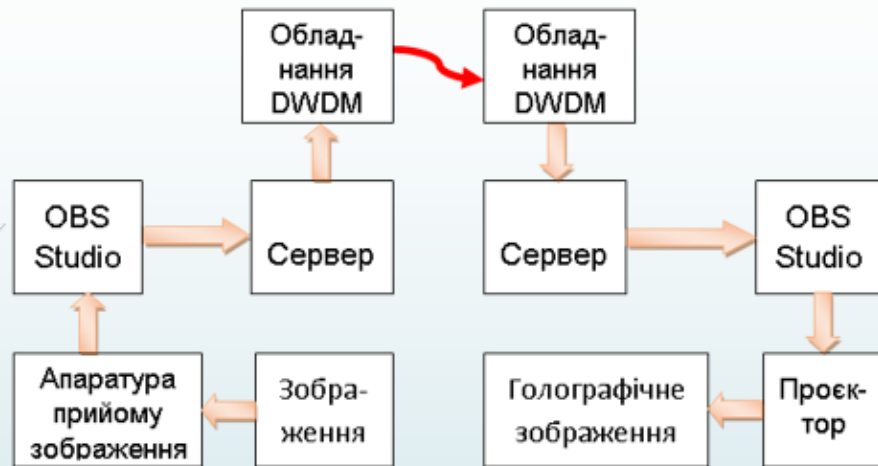 Облад-
нання
DWDM
Облад-
нання
DWDM
OBS
Studio
Сервер
Сервер
OBS
Studio
Апаратура
прийому
зображення
Зобра-
ження
Голографічне
зображення
Проєк-
тор